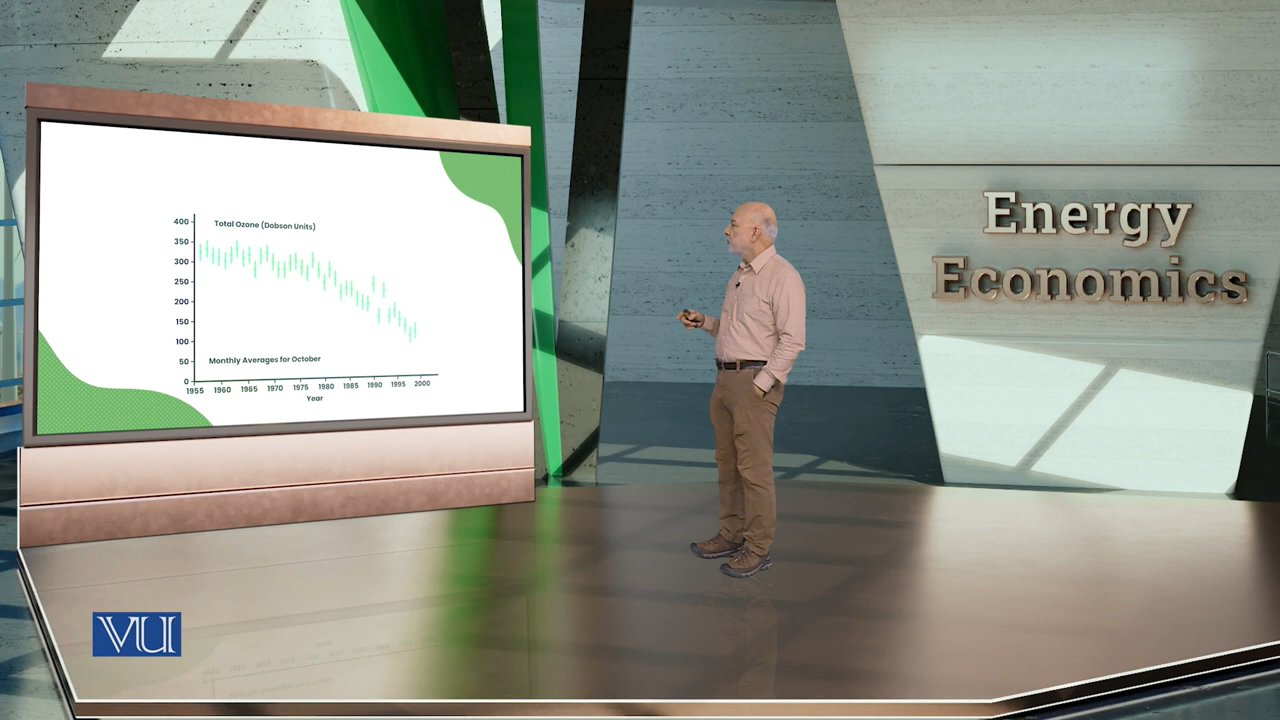 Total Ozone (Dobson Units)
400
350
300
250
200
150
100
50
0
Monthly Averages for October
1955 1960 1965 1970 1975 1980 1985 1990 1995 2000
Year
Energy
Economics
VU